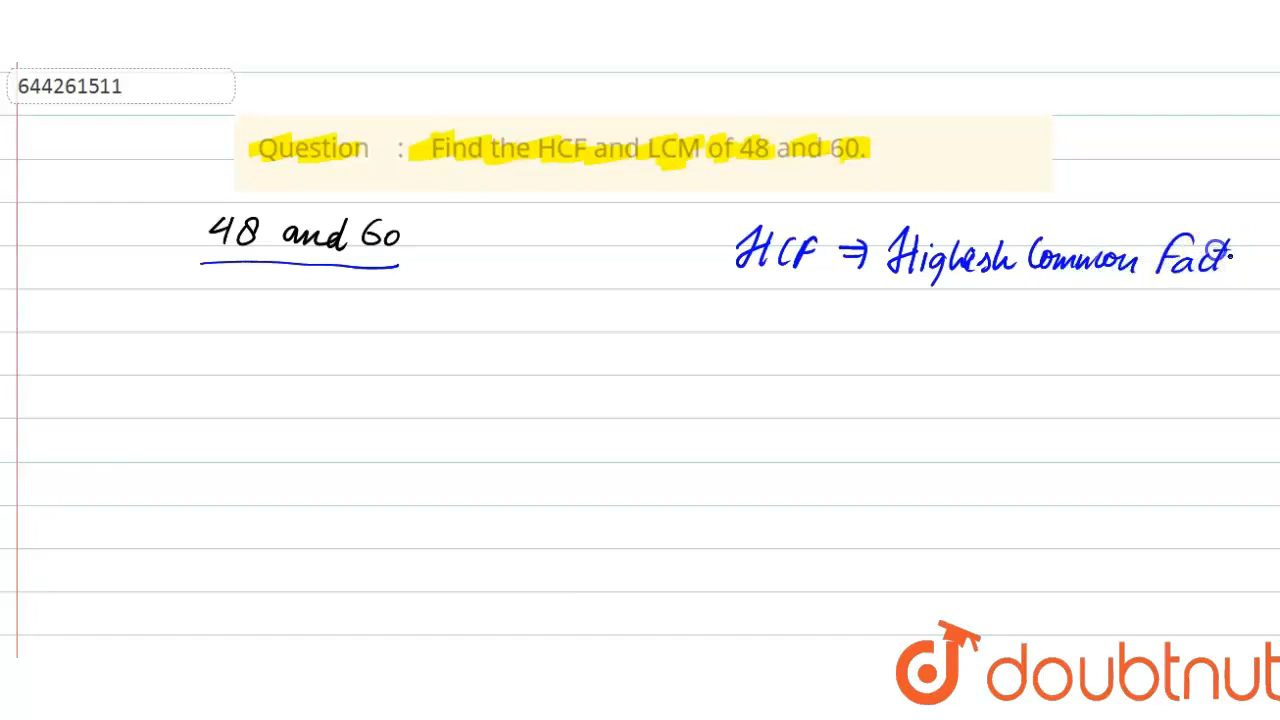 644261511
Question : Find the HCF and LCM of 48 and 60.
48 and 60
HCF ⇒ Highesh Common Fact
doubtnut